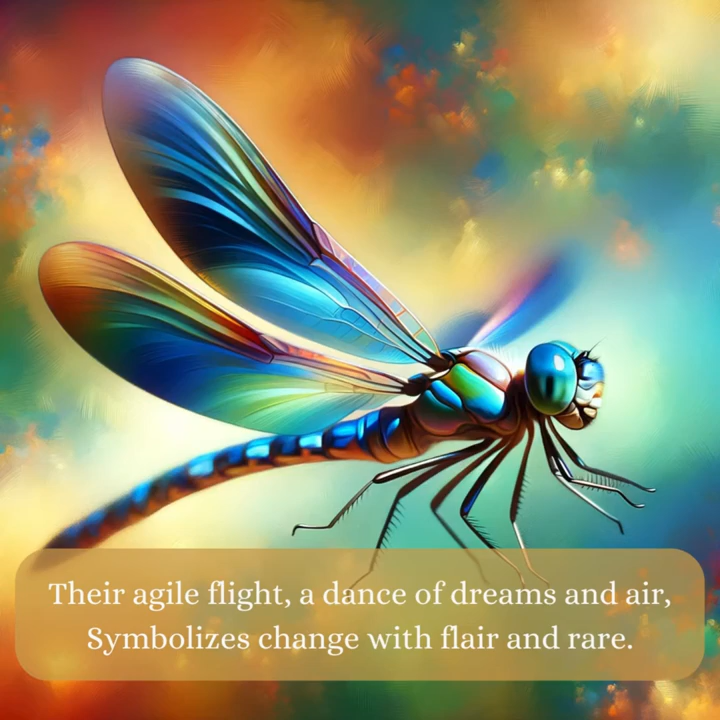 Their agile flight, a dance of dreams and air,
Symbolizes change with flair and rare.